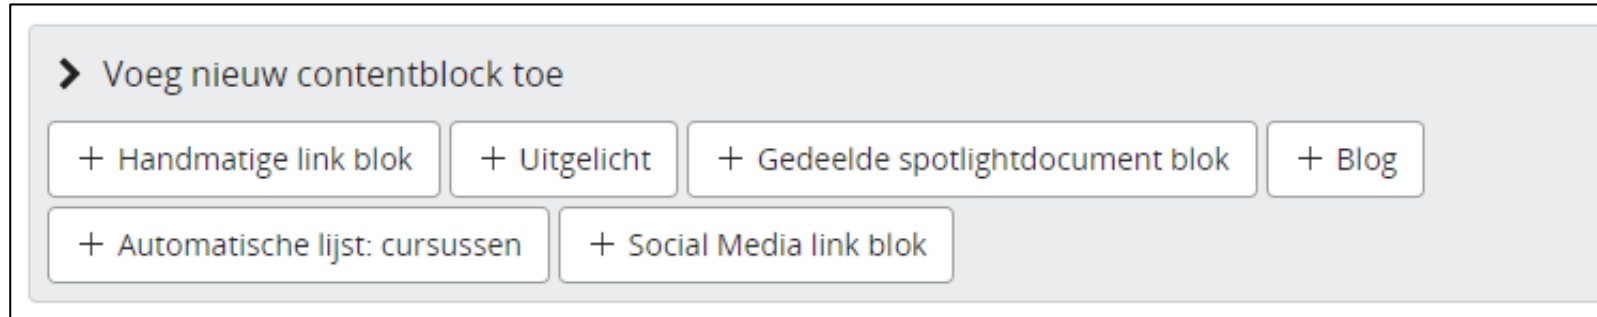 Voeg nieuw contentblock toe
+ Handmatige link blok + Uitgelicht + Gedeelde spotlightdocument blok + Blog
+ Automatische lijst: cursussen + Social Media link blok